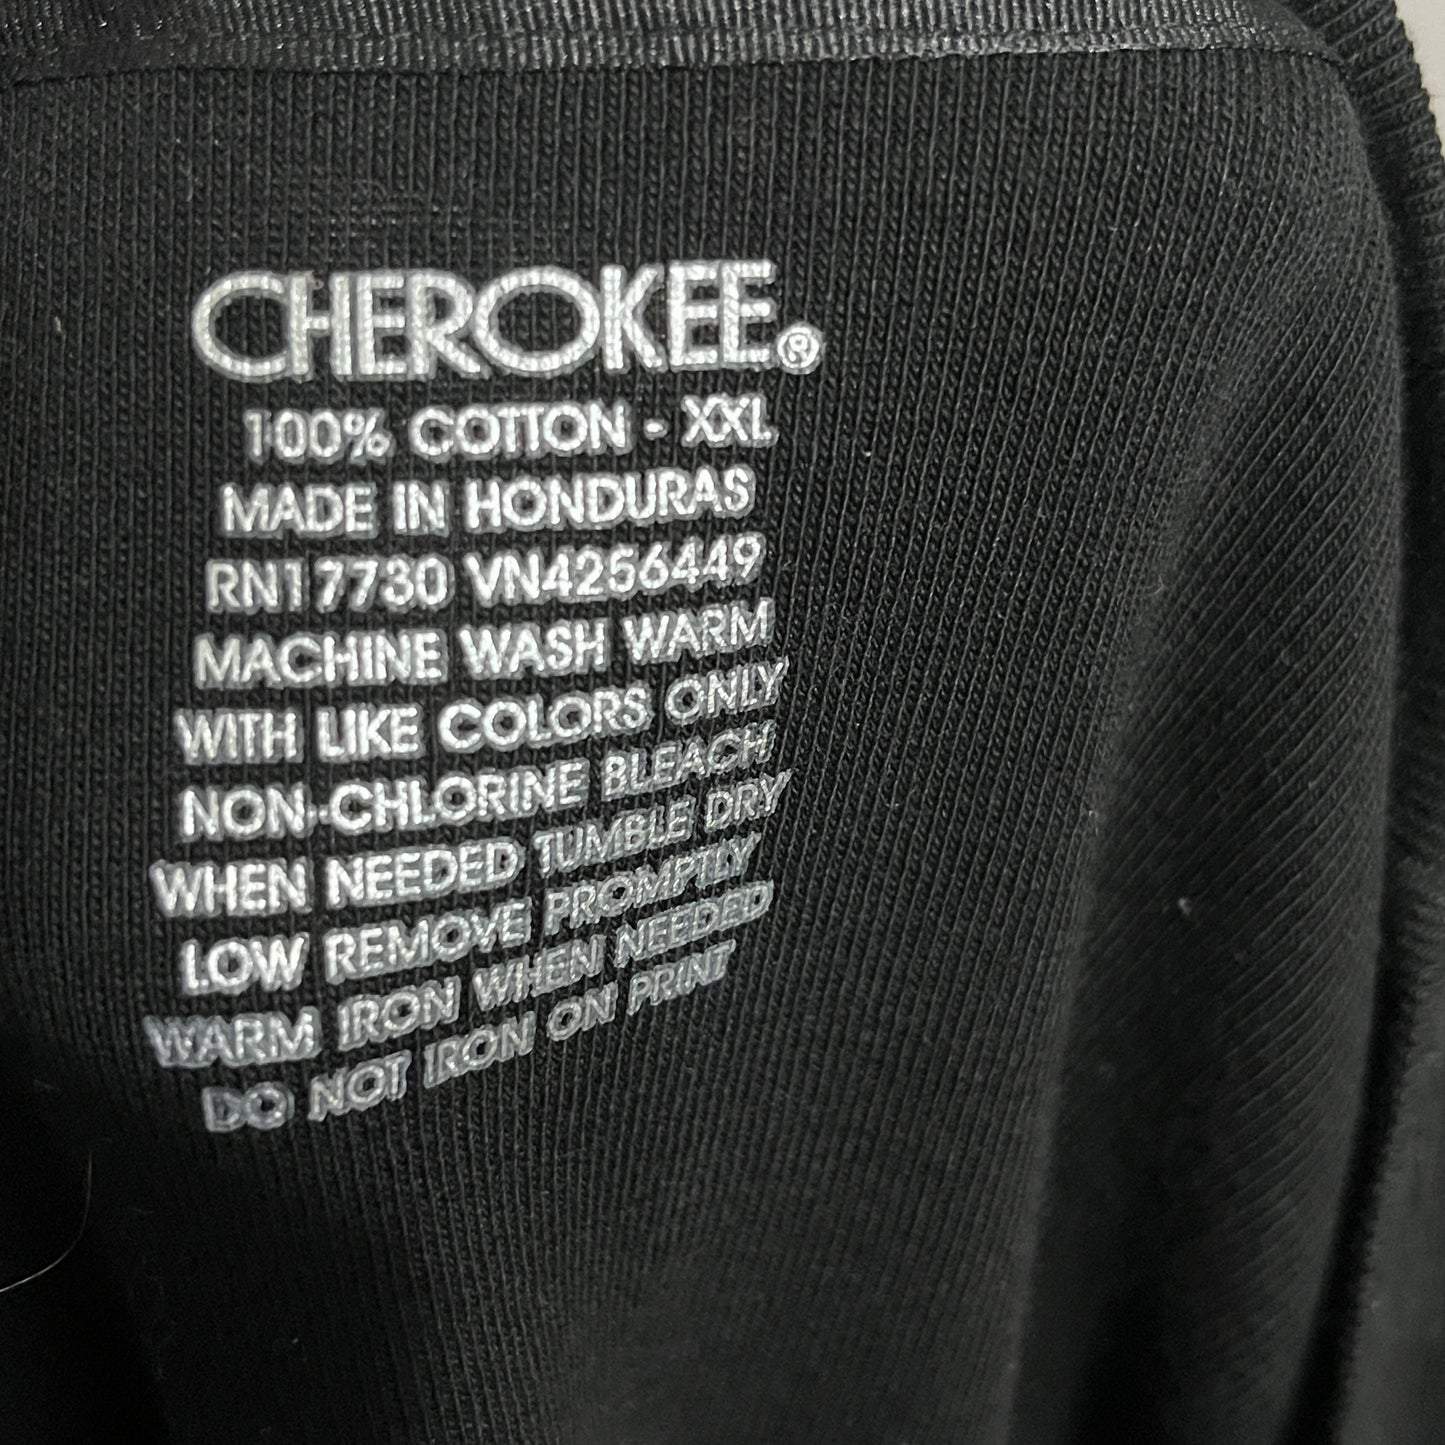 CHEROKEE®
100% COTTON - XXL
MADE IN HONDURAS
RN17730 VN4256449
MACHINE WASH WARM
WITH LIKE COLORS ONLY
NON-CHLORINE BLEACH
WHEN NEEDED TUMBLE DRY
LOW REMOVE PROMPTLY
WARM IRON WHEN NEEDED
DO NOT IRON ON PRINT